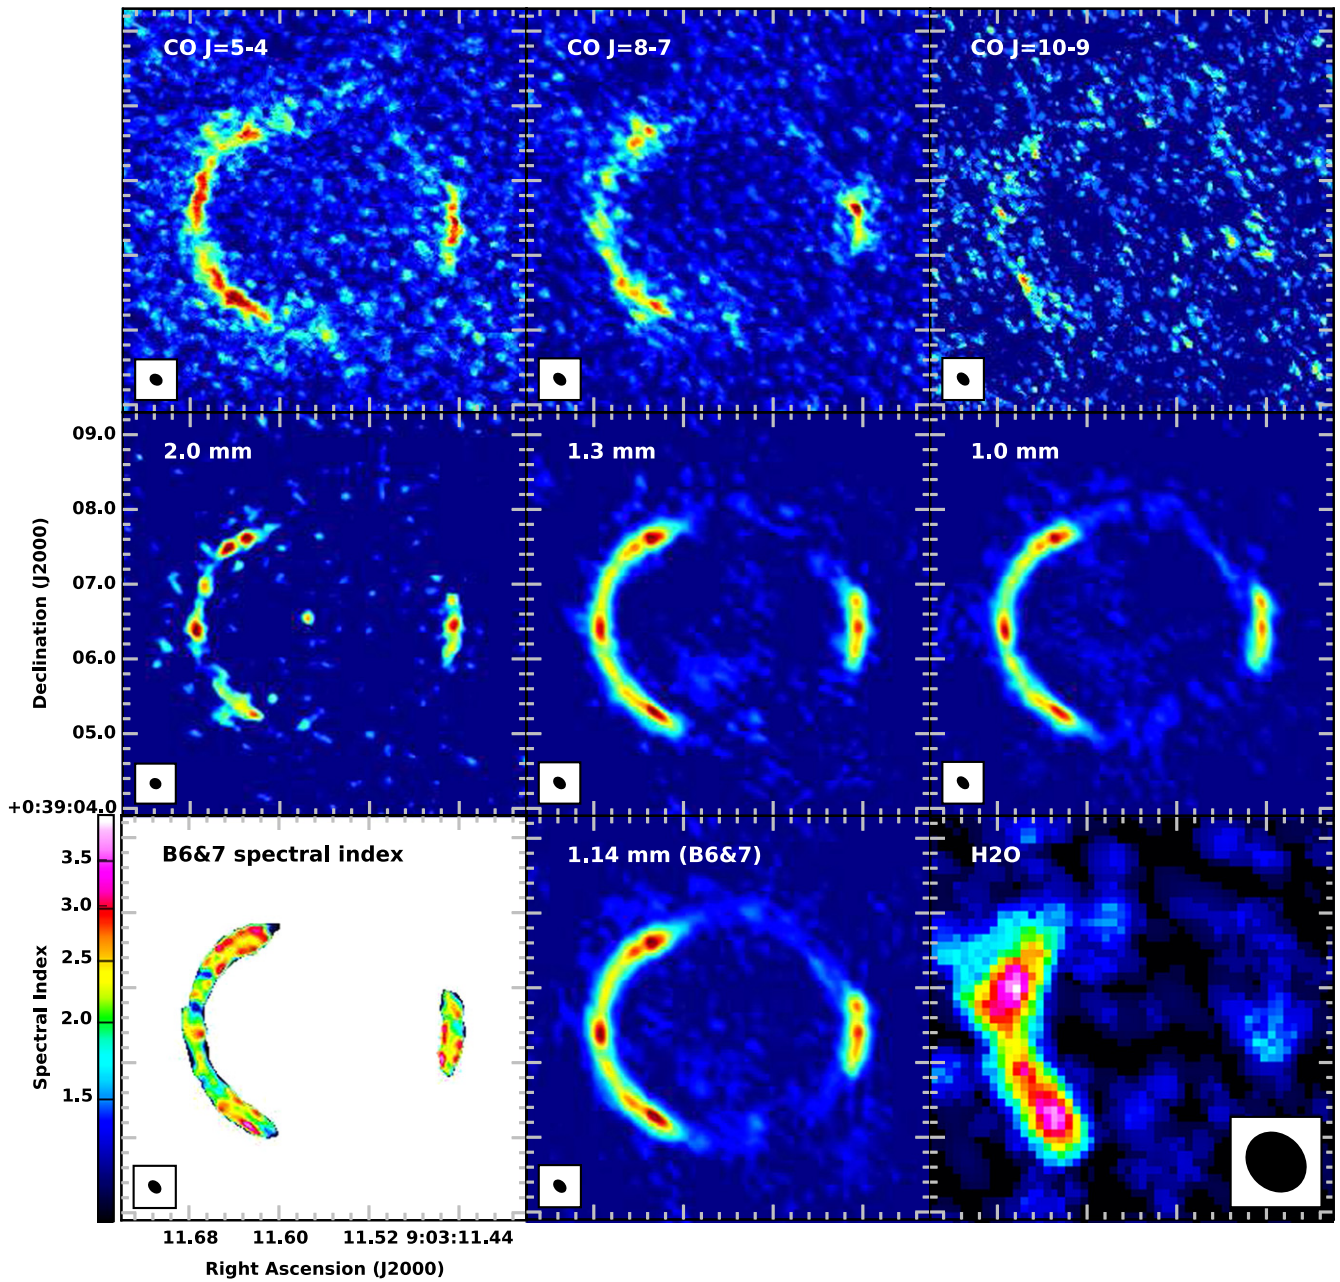 CO J=5-4
CO J=8-7
CO J=10-9
2.0 mm
1.3 mm
1.0 mm
09.0
08.0
07.0
06.0
05.0
+0:39:04.0
Declination (J2000)
B6&7 spectral index
1.14 mm (B6&7)
H2O
3.5
3.0
2.5
2.0
1.5
Spectral Index
11.68
11.60
11.52
9:03:11.44
Right Ascension (J2000)